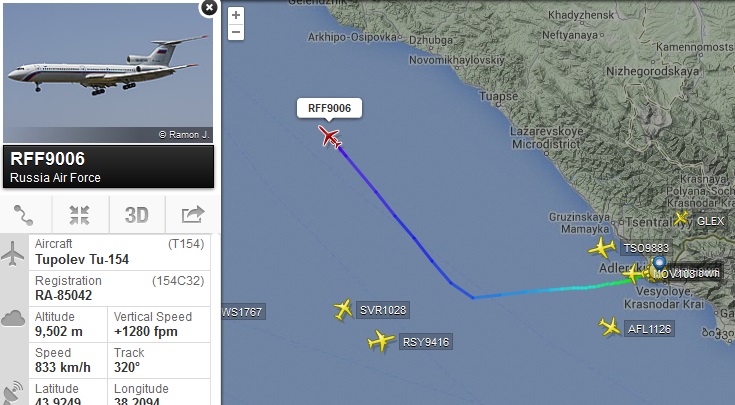 © Ramon J.
RFF9006
Russia Air Force
3D
Aircraft (T154)
Tupolev Tu-154
Registration (154C32)
RA-85042
Altitude Vertical Speed
9,502 m +1280 fpm
Speed Track
833 km/h 320°
Latitude Longitude
43.9249 38.2094
+
−
Gelendzhik
Khadyzhensk
Arkhipo-Osipovka
Dzhubga
Neftyanaya
Kamennomosts
Novomikhaylovskiy
Nizhegorodskaya
RFF9006
Tuapse
Lazarevskoye
Microdistrict
Krasnaya
Polyana, So
Krasnodar Kra
Gruzinskaya
Mamayka
Tsentral
GLEX
TSO9883
Adler
Vesyoloye,
Krasnodar Krai
WS1767
SVR1028
AFL1126
RSY9416